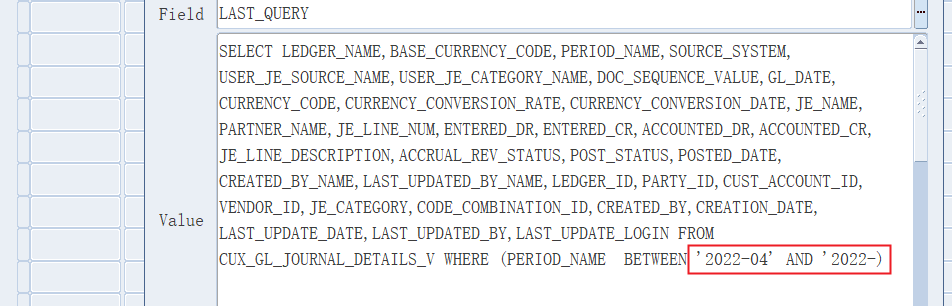 Field LAST_QUERY ...
SELECT LEDGER_NAME, BASE_CURRENCY_CODE, PERIOD_NAME, SOURCE_SYSTEM,
USER_JE_SOURCE_NAME, USER_JE_CATEGORY_NAME, DOC_SEQUENCE_VALUE, GL_DATE,
CURRENCY_CODE, CURRENCY_CONVERSION_RATE, CURRENCY_CONVERSION_DATE, JE_NAME,
PARTNER_NAME, JE_LINE_NUM, ENTERED_DR, ENTERED_CR, ACCOUNTED_DR, ACCOUNTED_CR,
JE_LINE_DESCRIPTION, ACCRUAL_REV_STATUS, POST_STATUS, POSTED_DATE,
CREATED_BY_NAME, LAST_UPDATED_BY_NAME, LEDGER_ID, PARTY_ID, CUST_ACCOUNT_ID,
VENDOR_ID, JE_CATEGORY, CODE_COMBINATION_ID, CREATED_BY, CREATION_DATE,
Value
LAST_UPDATE_DATE, LAST_UPDATED_BY, LAST_UPDATE_LOGIN FROM
CUX_GL_JOURNAL_DETAILS_V WHERE (PERIOD_NAME  BETWEEN '2022-04' AND '2022-)